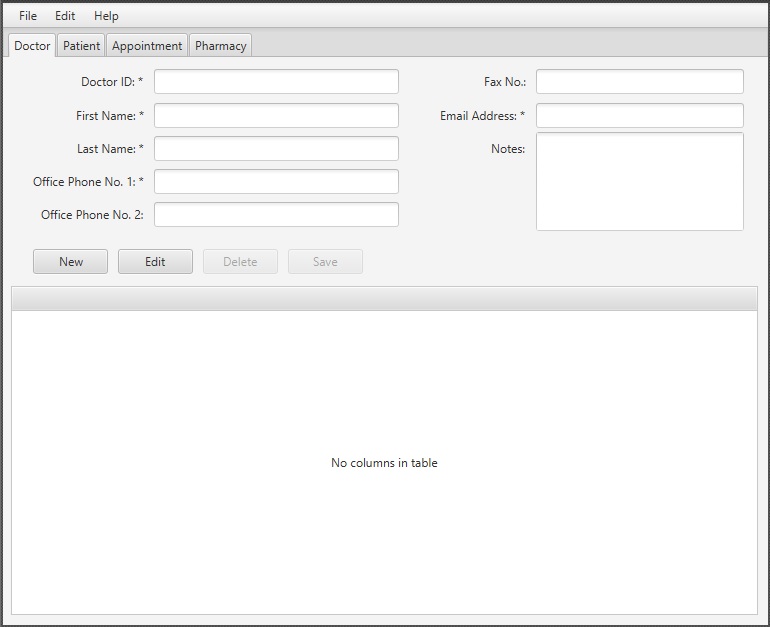 File Edit Help
Doctor Patient Appointment Pharmacy
Doctor ID: * Fax No.:
First Name: * Email Address: *
Last Name: * Notes:
Office Phone No. 1: *
Office Phone No. 2:
New Edit Delete Save
No columns in table